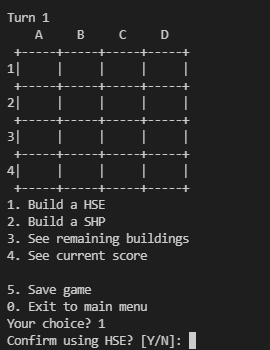 Turn 1
    A     B     C     D
 +-----+-----+-----+-----+
1|     |     |     |     |
 +-----+-----+-----+-----+
2|     |     |     |     |
 +-----+-----+-----+-----+
3|     |     |     |     |
 +-----+-----+-----+-----+
4|     |     |     |     |
 +-----+-----+-----+-----+
1. Build a HSE
2. Build a SHP
3. See remaining buildings
4. See current score

5. Save game
0. Exit to main menu
Your choice? 1
Confirm using HSE? [Y/N]: